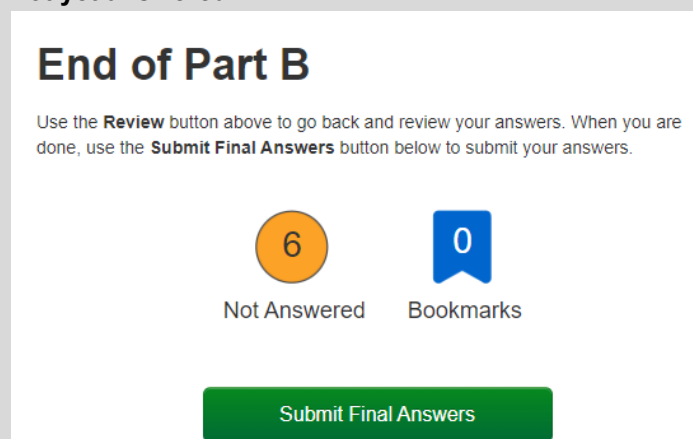 End of Part B
Use the Review button above to go back and review your answers. When you are
done, use the Submit Final Answers button below to submit your answers.
6
0
Not Answered
Bookmarks
Submit Final Answers